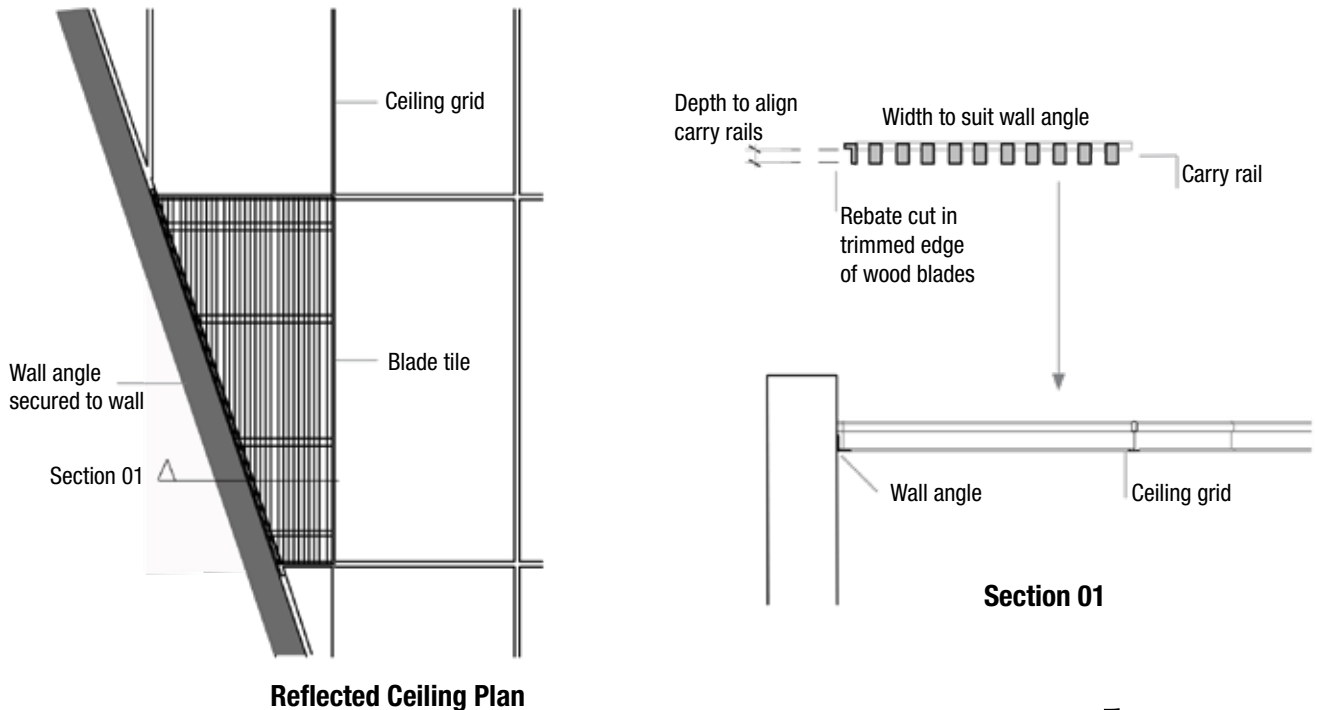 Ceiling grid
Blade tile
Wall angle
secured to wall
Section 01
Reflected Ceiling Plan
Depth to align
carry rails
Width to suit wall angle
Carry rail
Rebate cut in
trimmed edge
of wood blades
Wall angle
Ceiling grid
Section 01